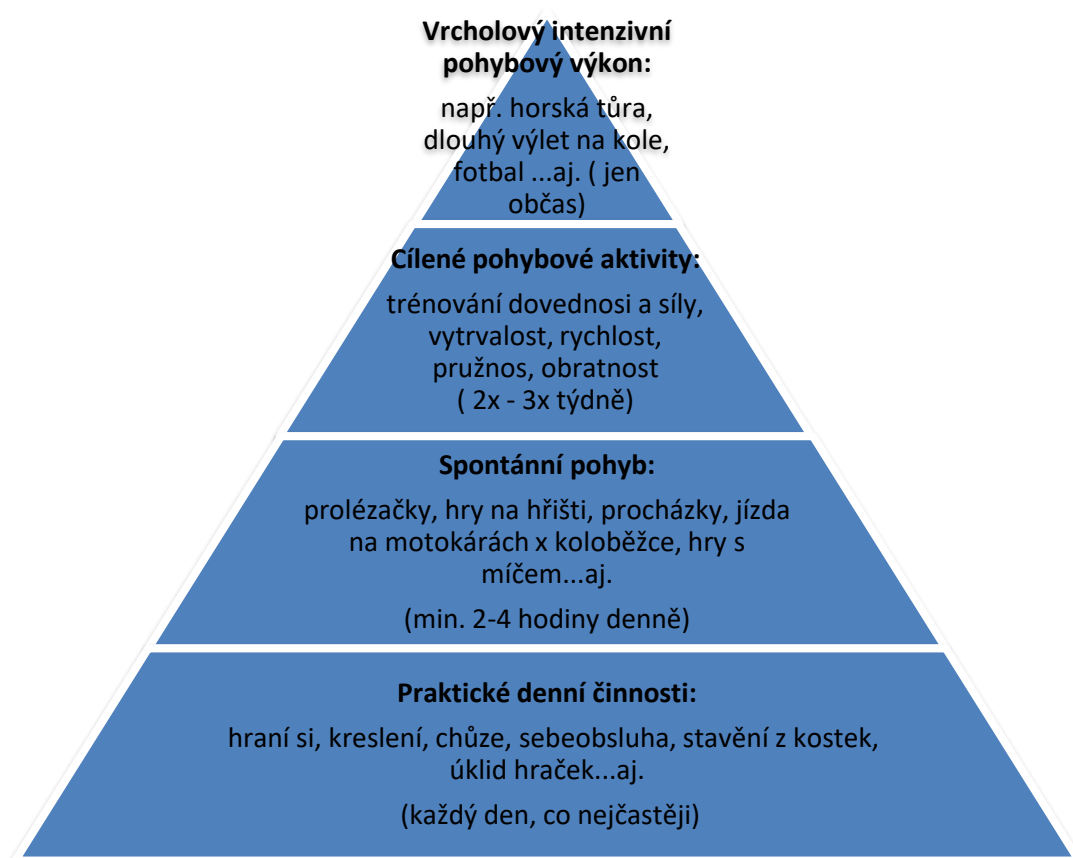 Vrcholový intenzivní
pohybový výkon:
např. horská tůra,
dlouhý výlet na kole,
fotbal ...aj. ( jen
občas)
Cílené pohybové aktivity:
trénování dovednosi a síly,
vytrvalost, rychlost,
pružnos, obratnost
( 2x - 3x týdně)
Spontánní pohyb:
prolézačky, hry na hřišti, procházky, jízda
na motokárách x koloběžce, hry s
míčem...aj.
(min. 2-4 hodiny denně)
Praktické denní činnosti:
hraní si, kreslení, chůze, sebeobsluha, stavění z kostek,
úklid hraček...aj.
(každý den, co nejčastěji)